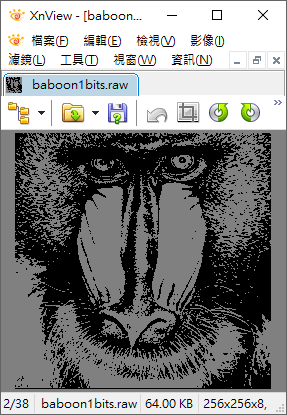 XnView - [baboon...
檔案(F) 編輯(E) 檢視(V) 影像(I)
濾鏡(L) 工具(T) 視窗(W) 資訊(N)
baboon1bits.raw
»
2/38 baboon1bits.raw 64.00 KB 256x256x8,